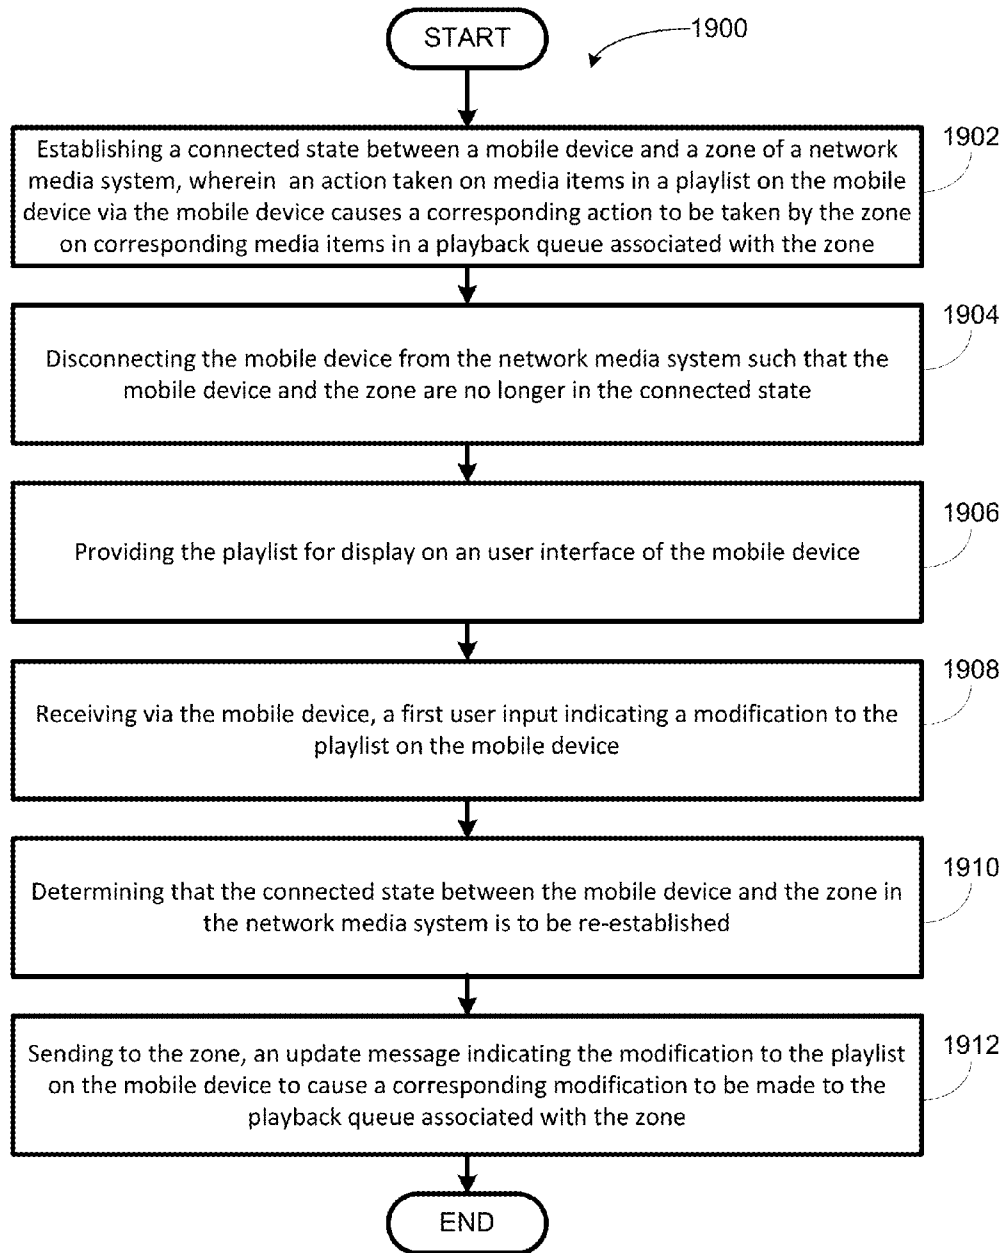 START
1900
1902
Establishing a connected state between a mobile device and a zone of a network
media system, wherein an action taken on media items in a playlist on the mobile
device via the mobile device causes a corresponding action to be taken by the zone
on corresponding media items in a playback queue associated with the zone
1904
Disconnecting the mobile device from the network media system such that the
mobile device and the zone are no longer in the connected state
1906
Providing the playlist for display on an user interface of the mobile device
1908
Receiving via the mobile device, a first user input indicating a modification to the
playlist on the mobile device
1910
Determining that the connected state between the mobile device and the zone in
the network media system is to be re-established
1912
Sending to the zone, an update message indicating the modification to the playlist
on the mobile device to cause a corresponding modification to be made to the
playback queue associated with the zone
END